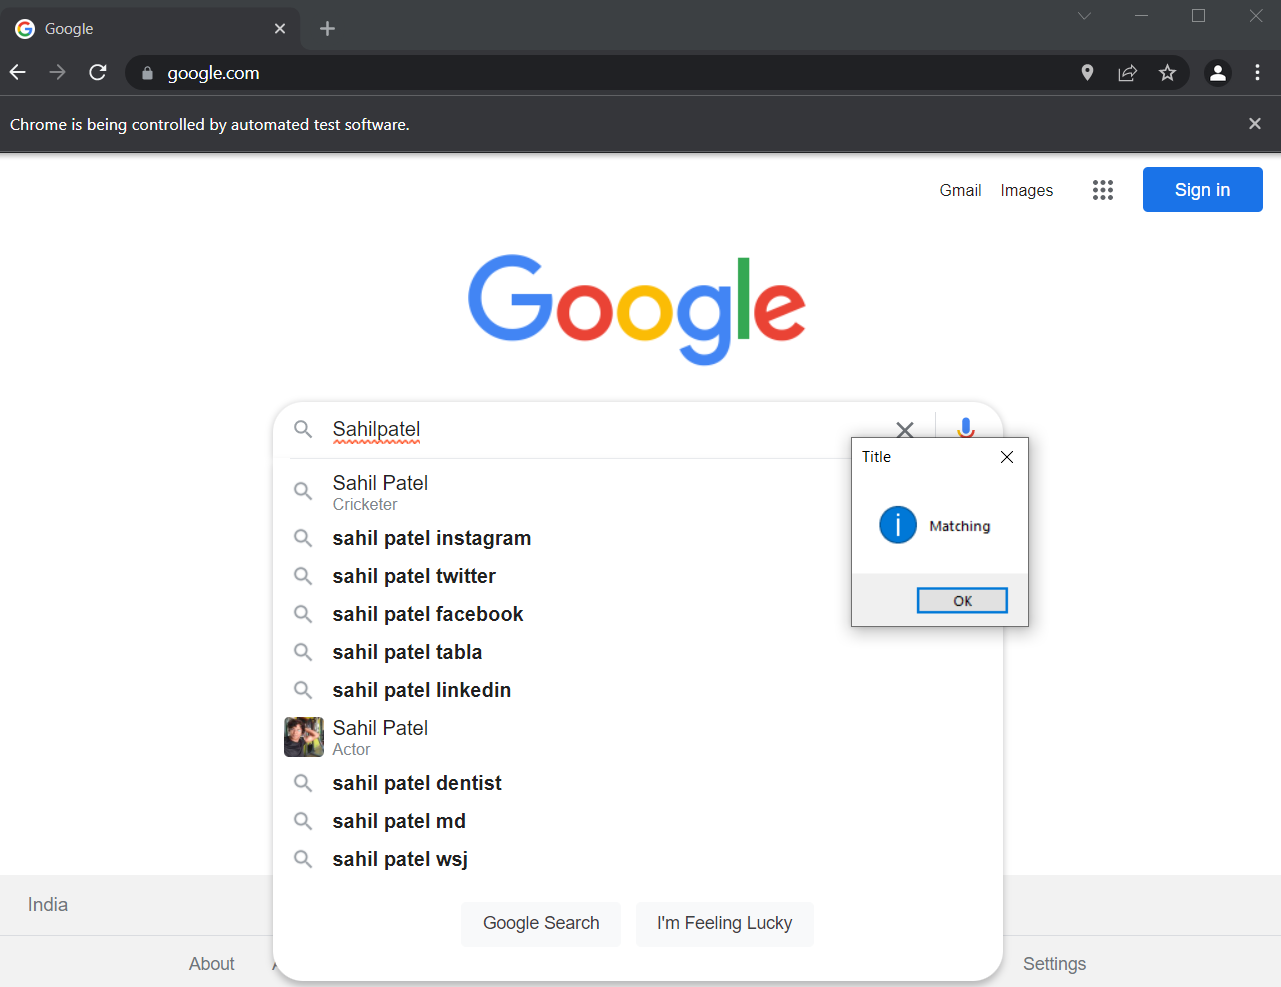 Google
google.com
Chrome is being controlled by automated test software.
Gmail Images Sign in
Google
Sahilpatel
Sahil Patel
Cricketer
sahil patel instagram
sahil patel twitter
sahil patel facebook
sahil patel tabla
sahil patel linkedin
Sahil Patel
Actor
sahil patel dentist
sahil patel md
sahil patel wsj
Google Search I'm Feeling Lucky
Title
i Matching
OK
India
About Settings